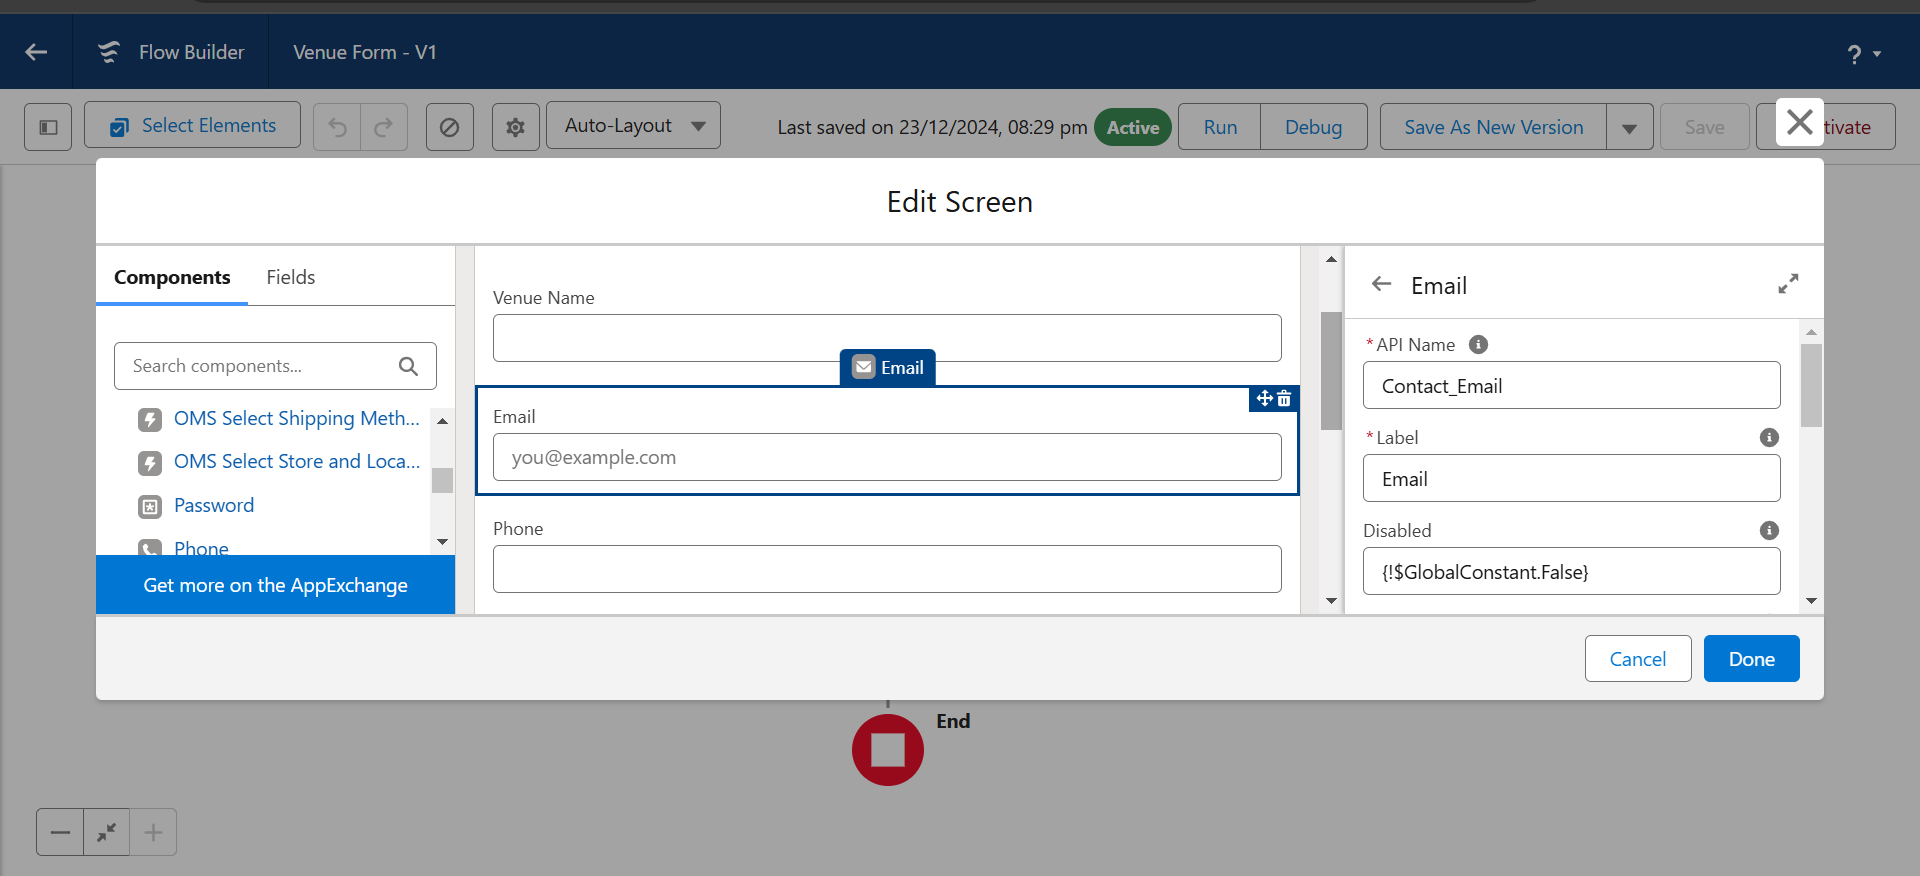 Flow Builder
Venue Form - V1
?
Select Elements
Auto-Layout
Last saved on 23/12/2024, 08:29 pm
Active
Run
Debug
Save As New Version
Save
tivate
Edit Screen
Components
Fields
Search components...
OMS Select Shipping Meth...
OMS Select Store and Loca...
Password
Phone
Get more on the AppExchange
Venue Name
Email
Email
you@example.com
Phone
Email
*API Name
Contact_Email
*Label
Email
Disabled
{!$GlobalConstant.False}
Cancel
Done
End